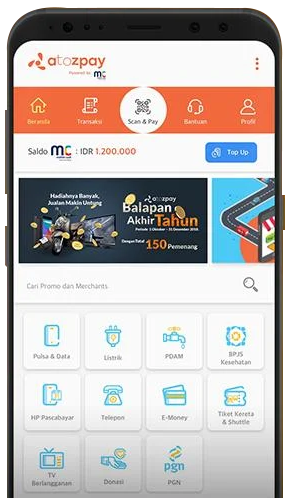 atozpay
Powered by mc
Beranda
Transaksi
Scan & Pay
Bantuan
Profil
Saldo mc : IDR 1.200.000
Top Up
Hadiahnya Banyak,
Jualan Makin Untung
atozpay
Balapan
Akhir Tahun
Periode 1 Oktober - 31 Desember 2018
Dengan Total 150 Pemenang
Cari Promo dan Merchants
Pulsa & Data
Listrik
PDAM
BPJS
Kesehatan
HP Pascabayar
Telepon
E-Money
Tiket Kereta
& Shuttle
TV
Berlangganan
Donasi
pgn
PGN